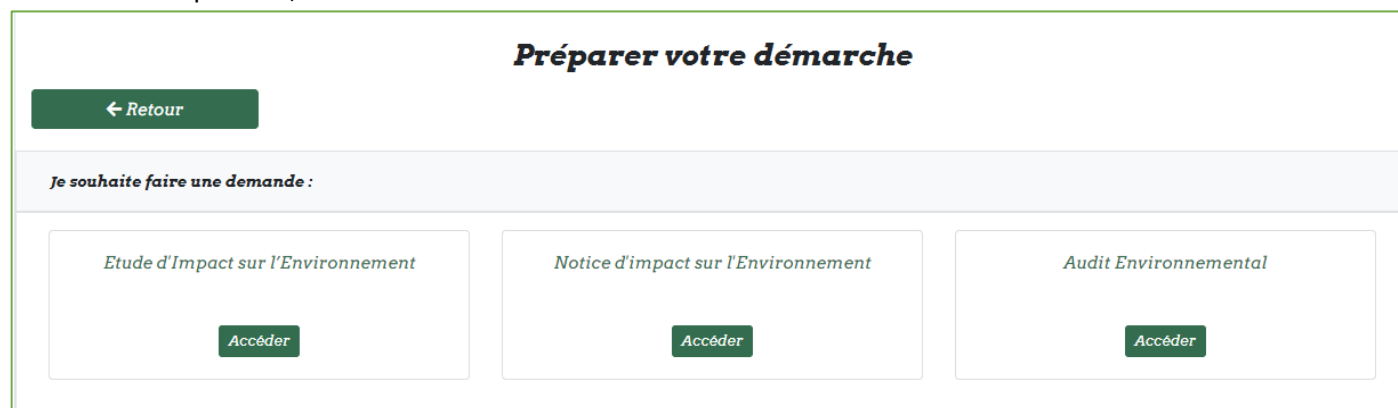 Préparer votre démarche
← Retour
Je souhaite faire une demande :
Etude d'Impact sur l’Environnement
Notice d'impact sur l'Environnement
Audit Environnemental
Accéder
Accéder
Accéder